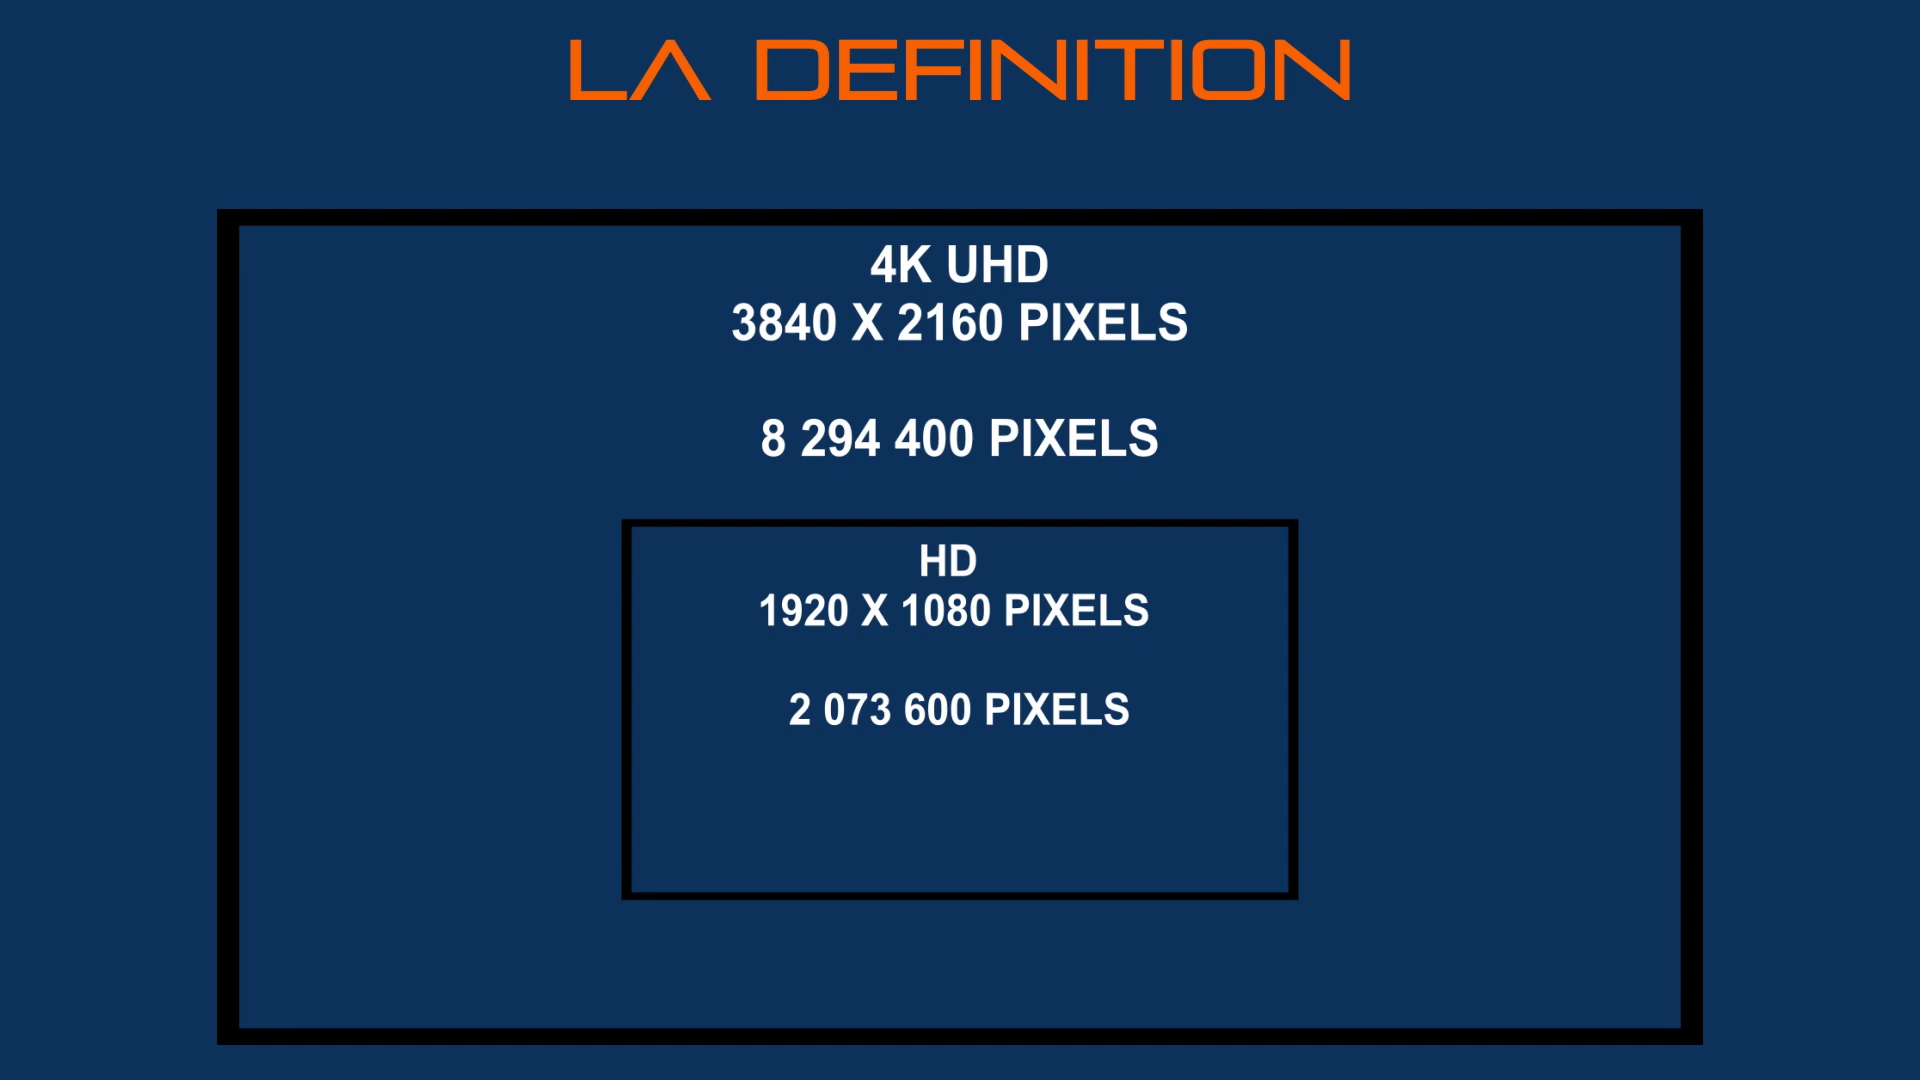 LA DEFINITION
4K UHD
3840 X 2160 PIXELS
8 294 400 PIXELS
HD
1920 X 1080 PIXELS
2 073 600 PIXELS